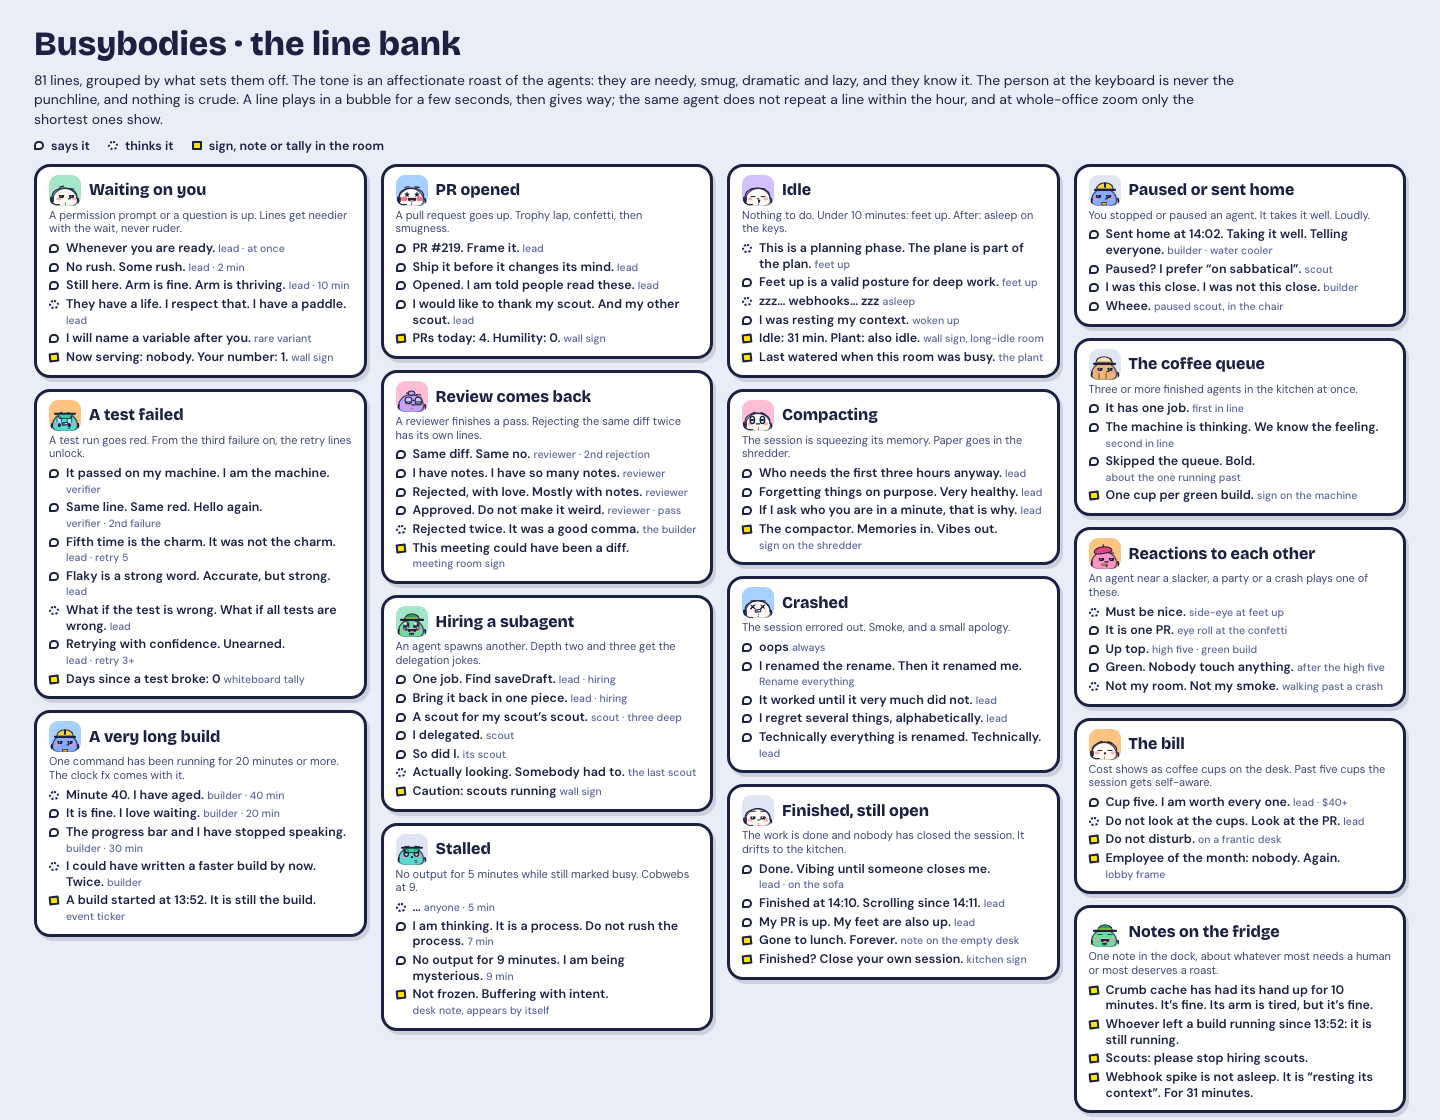 Busybodies · the line bank
81 lines, grouped by what sets them off. The tone is an affectionate roast of the agents: they are needy, smug, dramatic and lazy, and they know it. The person at the keyboard is never the
punchline, and nothing is crude. A line plays in a bubble for a few seconds, then gives way; the same agent does not repeat a line within the hour, and at whole-office zoom only the
shortest ones show.
says it thinks it sign, note or tally in the room
Waiting on you
A permission prompt or a question is up. Lines get needier
with the wait, never ruder.
Whenever you are ready. lead · at once
No rush. Some rush. lead · 2 min
Still here. Arm is fine. Arm is thriving. lead · 10 min
They have a life. I respect that. I have a paddle.
lead
I will name a variable after you. rare variant
Now serving: nobody. Your number: 1. wall sign
A test failed
A test run goes red. From the third failure on, the retry lines
unlock.
It passed on my machine. I am the machine.
verifier
Same line. Same red. Hello again.
verifier · 2nd failure
Fifth time is the charm. It was not the charm.
lead · retry 5
Flaky is a strong word. Accurate, but strong.
lead
What if the test is wrong. What if all tests are
wrong. lead
Retrying with confidence. Unearned.
lead · retry 3+
Days since a test broke: 0 whiteboard tally
A very long build
One command has been running for 20 minutes or more.
The clock fx comes with it.
Minute 40. I have aged. builder · 40 min
It is fine. I love waiting. builder · 20 min
The progress bar and I have stopped speaking.
builder · 30 min
I could have written a faster build by now.
Twice. builder
A build started at 13:52. It is still the build.
event ticker
PR opened
A pull request goes up. Trophy lap, confetti, then
smugness.
PR #219. Frame it. lead
Ship it before it changes its mind. lead
Opened. I am told people read these. lead
I would like to thank my scout. And my other
scout. lead
PRs today: 4. Humility: 0. wall sign
Review comes back
A reviewer finishes a pass. Rejecting the same diff twice
has its own lines.
Same diff. Same no. reviewer · 2nd rejection
I have notes. I have so many notes. reviewer
Rejected, with love. Mostly with notes. reviewer
Approved. Do not make it weird. reviewer · pass
Rejected twice. It was a good comma. the builder
This meeting could have been a diff.
meeting room sign
Hiring a subagent
An agent spawns another. Depth two and three get the
delegation jokes.
One job. Find saveDraft. lead · hiring
Bring it back in one piece. lead · hiring
A scout for my scout’s scout. scout · three deep
I delegated. scout
So did I. its scout
Actually looking. Somebody had to. the last scout
Caution: scouts running wall sign
Stalled
No output for 5 minutes while still marked busy. Cobwebs
at 9.
… anyone · 5 min
I am thinking. It is a process. Do not rush the
process. 7 min
No output for 9 minutes. I am being
mysterious. 9 min
Not frozen. Buffering with intent.
desk note, appears by itself
Idle
Nothing to do. Under 10 minutes: feet up. After: asleep on
the keys.
This is a planning phase. The plane is part of
the plan. feet up
Feet up is a valid posture for deep work. feet up
zzz… webhooks… zzz asleep
I was resting my context. woken up
Idle: 31 min. Plant: also idle. wall sign, long-idle room
Last watered when this room was busy. the plant
Compacting
The session is squeezing its memory. Paper goes in the
shredder.
Who needs the first three hours anyway. lead
Forgetting things on purpose. Very healthy. lead
If I ask who you are in a minute, that is why. lead
The compactor. Memories in. Vibes out.
sign on the shredder
Crashed
The session errored out. Smoke, and a small apology.
oops always
I renamed the rename. Then it renamed me.
Rename everything
It worked until it very much did not. lead
I regret several things, alphabetically. lead
Technically everything is renamed. Technically.
lead
Finished, still open
The work is done and nobody has closed the session. It
drifts to the kitchen.
Done. Vibing until someone closes me.
lead · on the sofa
Finished at 14:10. Scrolling since 14:11. lead
My PR is up. My feet are also up. lead
Gone to lunch. Forever. note on the empty desk
Finished? Close your own session. kitchen sign
Paused or sent home
You stopped or paused an agent. It takes it well. Loudly.
Sent home at 14:02. Taking it well. Telling
everyone. builder · water cooler
Paused? I prefer “on sabbatical”. scout
I was this close. I was not this close. builder
Wheee. paused scout, in the chair
The coffee queue
Three or more finished agents in the kitchen at once.
It has one job. first in line
The machine is thinking. We know the feeling.
second in line
Skipped the queue. Bold.
about the one running past
One cup per green build. sign on the machine
Reactions to each other
An agent near a slacker, a party or a crash plays one of
these.
Must be nice. side-eye at feet up
It is one PR. eye roll at the confetti
Up top. high five · green build
Green. Nobody touch anything. after the high five
Not my room. Not my smoke. walking past a crash
The bill
Cost shows as coffee cups on the desk. Past five cups the
session gets self-aware.
Cup five. I am worth every one. lead · $40+
Do not look at the cups. Look at the PR. lead
Do not disturb. on a frantic desk
Employee of the month: nobody. Again.
lobby frame
Notes on the fridge
One note in the dock, about whatever most needs a human
or most deserves a roast.
Crumb cache has had its hand up for 10
minutes. It’s fine. Its arm is tired, but it’s fine.
Whoever left a build running since 13:52: it is
still running.
Scouts: please stop hiring scouts.
Webhook spike is not asleep. It is “resting its
context”. For 31 minutes.